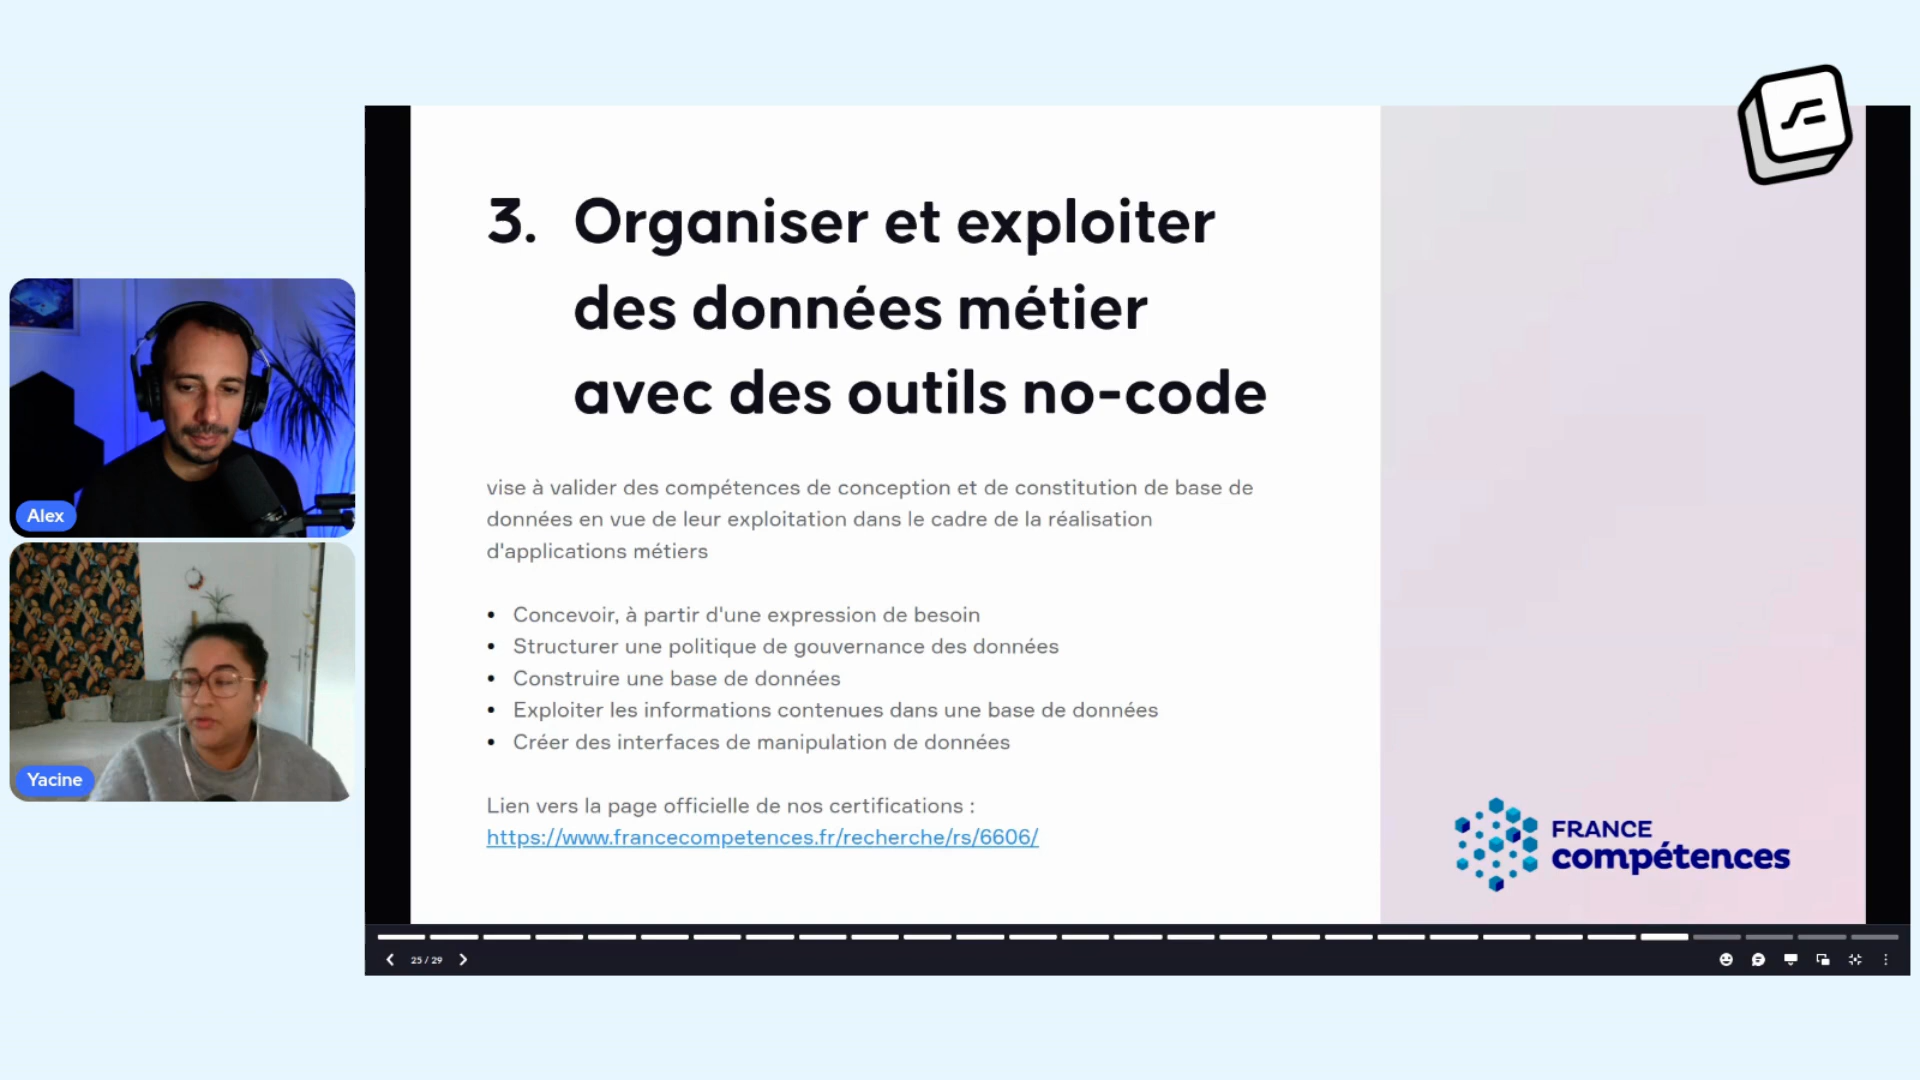 3. Organiser et exploiter
des données métier
avec des outils no-code
vise à valider des compétences de conception et de constitution de base de
données en vue de leur exploitation dans le cadre de la réalisation
d'applications métiers
• Concevoir, à partir d'une expression de besoin
• Structurer une politique de gouvernance des données
• Construire une base de données
• Exploiter les informations contenues dans une base de données
• Créer des interfaces de manipulation de données
Lien vers la page officielle de nos certifications :
https://www.francecompetences.fr/recherche/rs/6606/
FRANCE
compétences
Alex
Yacine
25 / 29